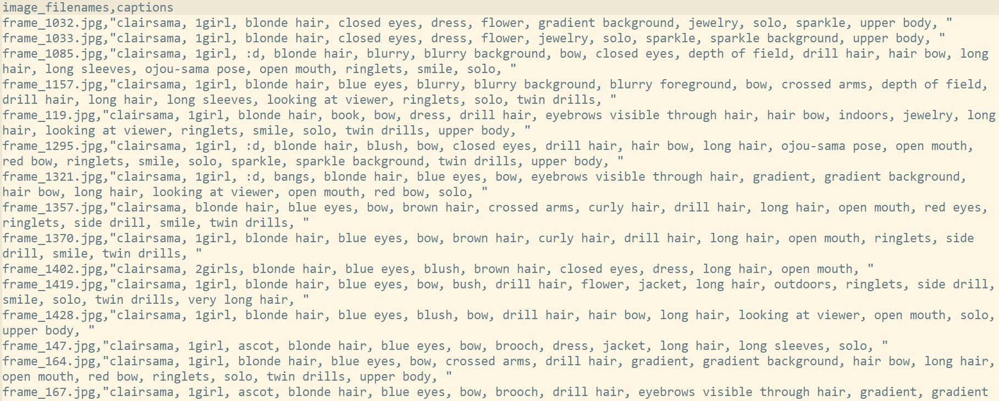 image_filenames,captions
frame_1032.jpg,"clairsama, 1girl, blonde hair, closed eyes, dress, flower, gradient background, jewelry, solo, sparkle, upper body, "
frame_1033.jpg,"clairsama, 1girl, blonde hair, closed eyes, dress, flower, jewelry, solo, sparkle, sparkle background, upper body, "
frame_1085.jpg,"clairsama, 1girl, :d, blonde hair, blurry, blurry background, bow, closed eyes, depth of field, drill hair, hair bow, long
hair, long sleeves, ojou-sama pose, open mouth, ringlets, smile, solo, "
frame_1157.jpg,"clairsama, 1girl, blonde hair, blue eyes, blurry, blurry background, blurry foreground, bow, crossed arms, depth of field,
drill hair, long hair, long sleeves, looking at viewer, ringlets, solo, twin drills, "
frame_119.jpg,"clairsama, 1girl, blonde hair, book, bow, dress, drill hair, eyebrows visible through hair, hair bow, indoors, jewelry, long
hair, looking at viewer, ringlets, smile, solo, twin drills, upper body, "
frame_1295.jpg,"clairsama, 1girl, :d, blonde hair, blush, bow, closed eyes, drill hair, hair bow, long hair, ojou-sama pose, open mouth,
red bow, ringlets, smile, solo, sparkle, sparkle background, twin drills, upper body, "
frame_1321.jpg,"clairsama, 1girl, :d, bangs, blonde hair, blue eyes, bow, eyebrows visible through hair, gradient, gradient background,
hair bow, long hair, looking at viewer, open mouth, red bow, solo, "
frame_1357.jpg,"clairsama, blonde hair, blue eyes, bow, brown hair, crossed arms, curly hair, drill hair, long hair, open mouth, red eyes,
ringlets, side drill, smile, twin drills, "
frame_1370.jpg,"clairsama, 1girl, blonde hair, blue eyes, bow, brown hair, curly hair, drill hair, long hair, open mouth, ringlets, side
drill, smile, twin drills, "
frame_1402.jpg,"clairsama, 2girls, blonde hair, blue eyes, blush, brown hair, closed eyes, dress, long hair, open mouth, "
frame_1419.jpg,"clairsama, 1girl, blonde hair, blue eyes, bow, bush, drill hair, flower, jacket, long hair, outdoors, ringlets, side drill,
smile, solo, twin drills, very long hair, "
frame_1428.jpg,"clairsama, 1girl, blonde hair, blue eyes, blush, bow, drill hair, hair bow, long hair, looking at viewer, open mouth, solo,
upper body, "
frame_147.jpg,"clairsama, 1girl, ascot, blonde hair, blue eyes, bow, brooch, dress, jacket, long hair, long sleeves, solo, "
frame_164.jpg,"clairsama, 1girl, blonde hair, blue eyes, bow, crossed arms, drill hair, gradient, gradient background, hair bow, long hair,
open mouth, red bow, ringlets, solo, twin drills, upper body, "
frame_167.jpg,"clairsama, 1girl, ascot, blonde hair, blue eyes, bow, brooch, drill hair, eyebrows visible through hair, gradient, gradient